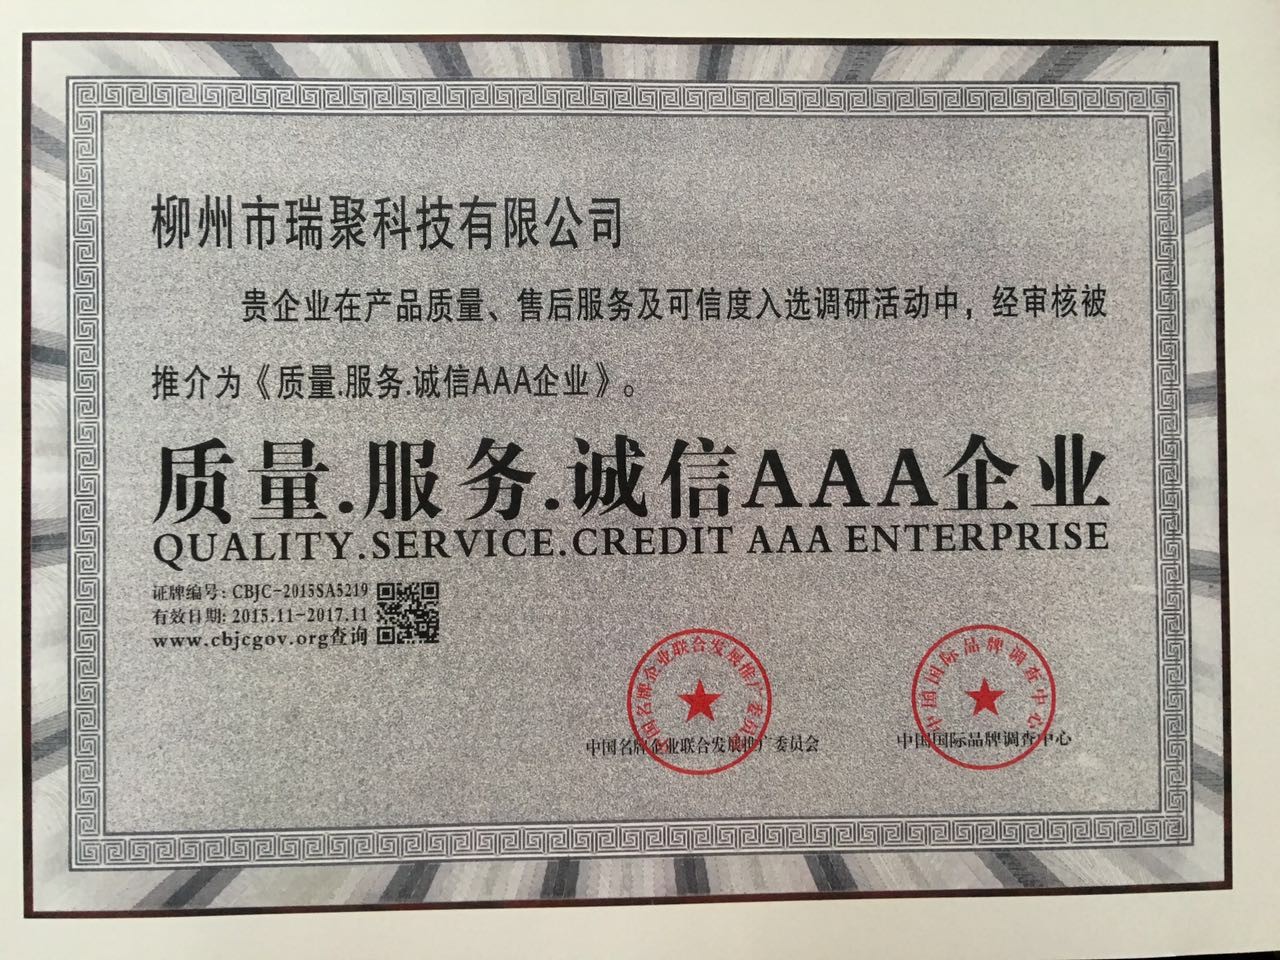 柳州市瑞聚科技有限公司
贵企业在产品质量、售后服务及可信度入选调研活动中，经审核被
推介为《质量.服务.诚信AAA企业》。
质量.服务.诚信AAA企业
QUALITY.SERVICE.CREDIT AAA ENTERPRISE
证牌编号: CBJC-2015SA5219
有效日期: 2015.11-2017.11
www.cbjcgov.org查询
中国名牌企业联合发展推广委员会
中国国际品牌调查中心
中国名牌企业联合发展推广委员会
中国国际品牌调查中心